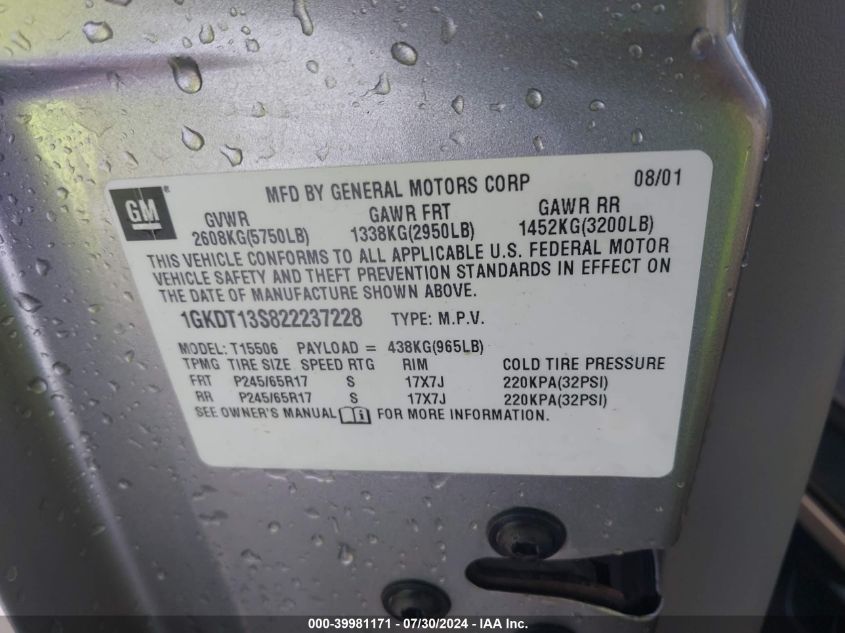 GM
MFD BY GENERAL MOTORS CORP 08/01
GVWR GAWR FRT GAWR RR
2608KG(5750LB) 1338KG(2950LB) 1452KG(3200LB)
THIS VEHICLE CONFORMS TO ALL APPLICABLE U.S. FEDERAL MOTOR
VEHICLE SAFETY AND THEFT PREVENTION STANDARDS IN EFFECT ON
THE DATE OF MANUFACTURE SHOWN ABOVE.
1GKDT13S822237228 TYPE: M.P.V.
MODEL: T15506 PAYLOAD = 438KG(965LB)
TPMG TIRE SIZE SPEED RTG RIM COLD TIRE PRESSURE
FRT P245/65R17 S 17X7J 220KPA(32PSI)
RR P245/65R17 S 17X7J 220KPA(32PSI)
SEE OWNER'S MANUAL FOR MORE INFORMATION.
000-39981171 - 07/30/2024 - IAA Inc.